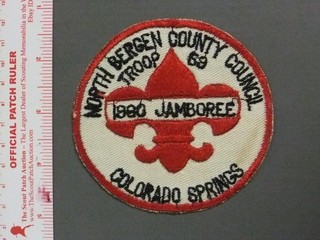 NORTH BERGEN COUNTY COUNCIL
TROOP 69
1960 JAMBOREE
COLORADO SPRINGS
OFFICIAL PATCH RULER
The Scout Patch Auction - The Largest Dealer of Scouting Memorabilia in the
www.TheScoutPatchAuction.com